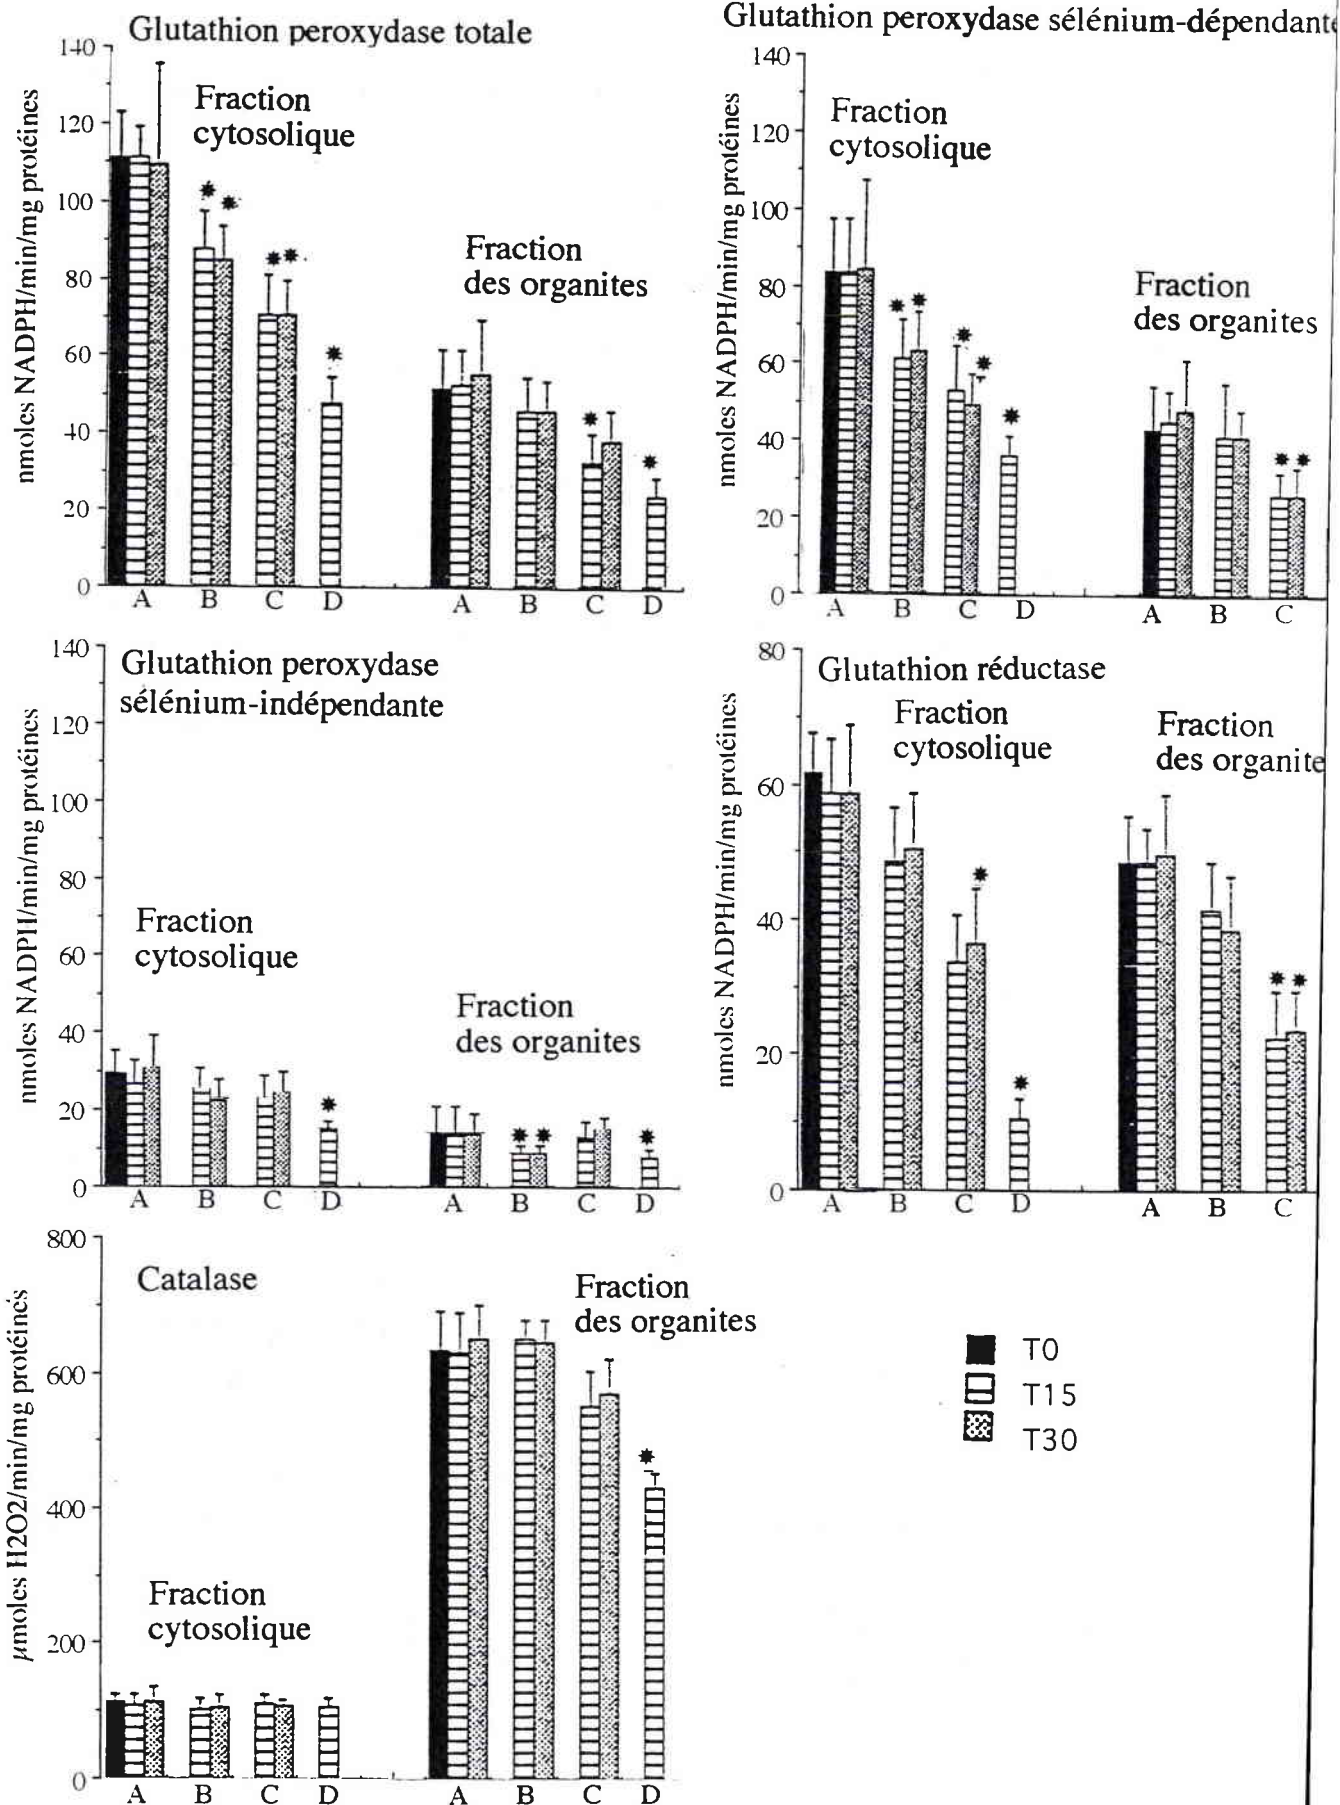 Glutathion peroxydase totale
nmoles NADPH/min/mg protéines
140
120
100
80
60
40
20
0
Fraction
cytosolique
Fraction
des organites
A B C D A B C D
Glutathion peroxydase sélénium-dépendante
nmoles NADPH/min/mg protéines
140
120
100
80
60
40
20
0
Fraction
cytosolique
Fraction
des organites
A B C D A B C
Glutathion peroxydase
sélénium-indépendante
nmoles NADPH/min/mg protéines
140
120
100
80
60
40
20
0
Fraction
cytosolique
Fraction
des organites
A B C D A B C D
Glutathion réductase
nmoles NADPH/min/mg protéines
80
60
40
20
0
Fraction
cytosolique
Fraction
des organite
A B C D A B C
Catalase
µmoles H2O2/min/mg protéines
800
600
400
200
0
Fraction
cytosolique
Fraction
des organites
A B C D A B C D
T0
T15
T30